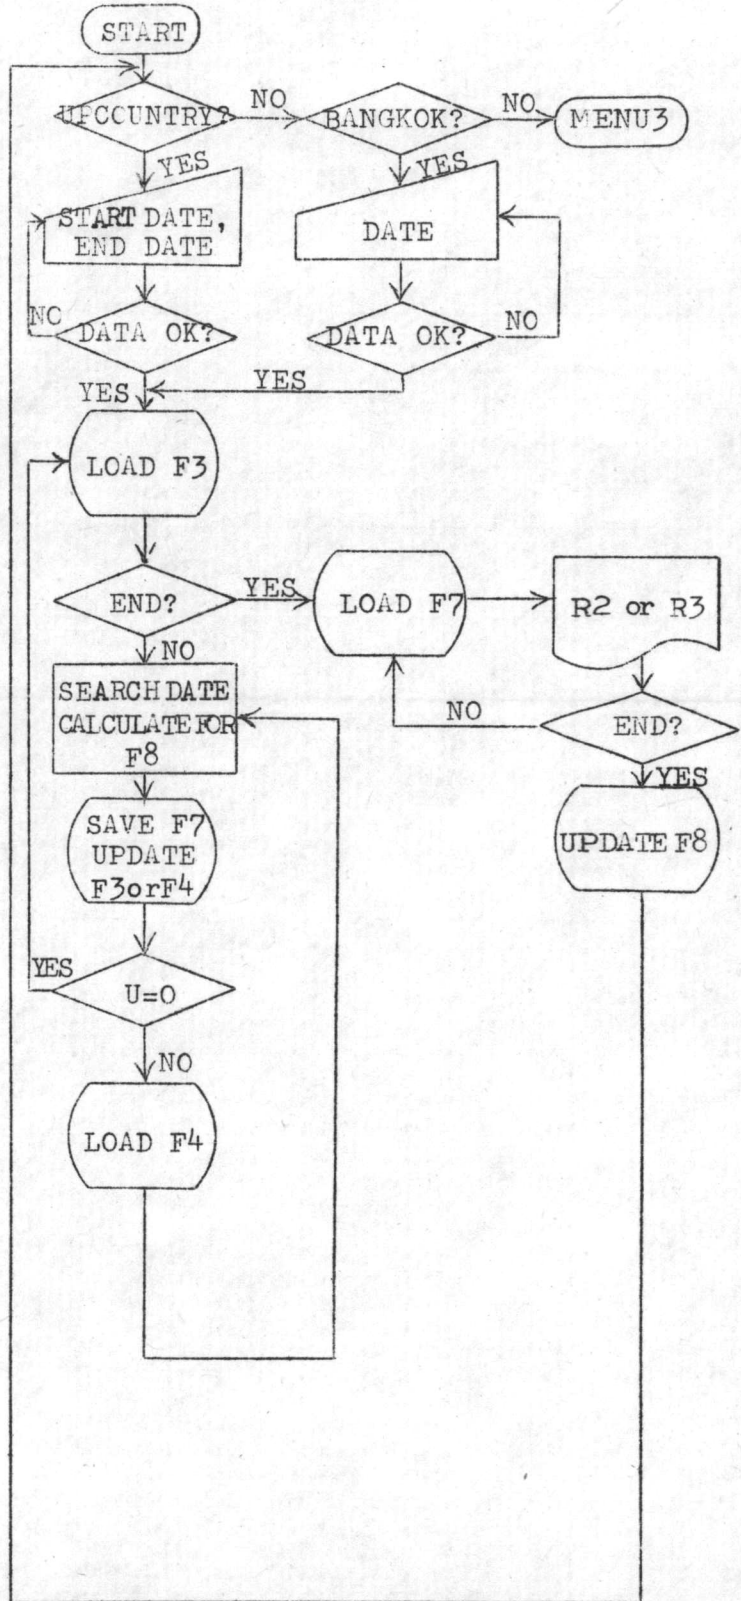 START
UPCCUNTRY?
NO
BANGKOK?
NO
MENU3
YES
YES
START DATE,
END DATE
DATE
NO
DATA OK?
DATA OK?
NO
YES
YES
LOAD F3
END?
YES
LOAD F7
R2 or R3
NO
SEARCH DATE
CALCULATE FOR
F8
NO
END?
YES
SAVE F7
UPDATE
F3orF4
UPDATE F8
YES
U=0
NO
LOAD F4